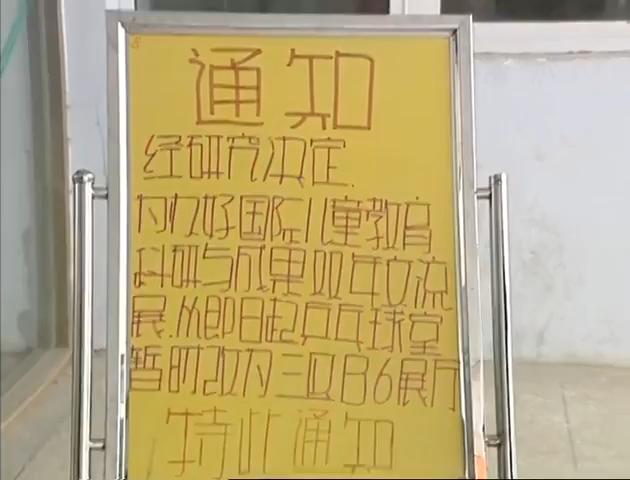 通知
经研究决定.
为办好国际儿童教育
科研与成果双年交流
展.从即日起乒乓球室
暂时改为三楼B6展厅
特此通知